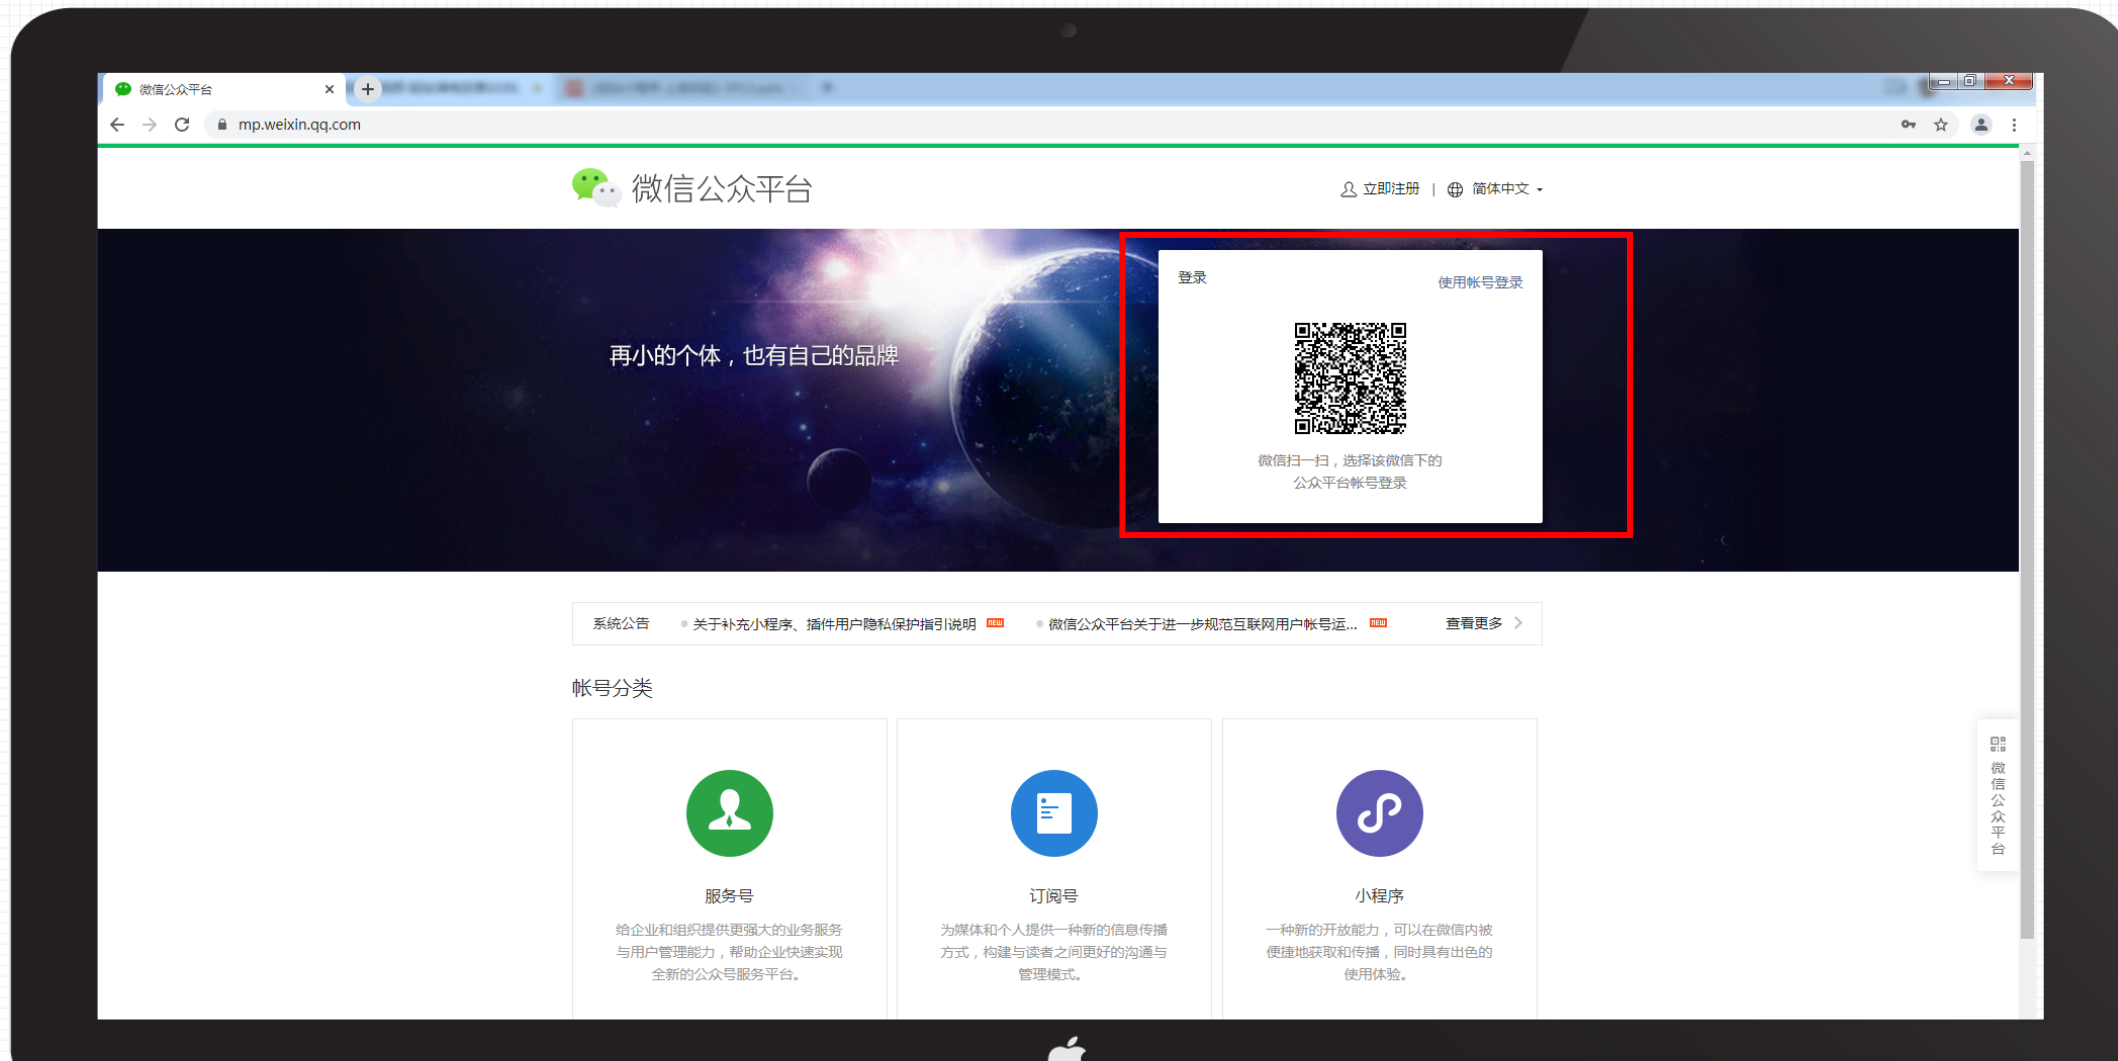 微信公众平台
mp.weixin.qq.com
微信公众平台
立即注册 | 简体中文
登录
使用帐号登录
再小的个体，也有自己的品牌
微信扫一扫，选择该微信下的
公众平台帐号登录
系统公告
关于补充小程序、插件用户隐私保护指引说明 NEW
微信公众平台关于进一步规范互联网用户帐号运... NEW
查看更多
帐号分类
服务号
给企业和组织提供更强大的业务服务
与用户管理能力，帮助企业快速实现
全新的公众号服务平台。
订阅号
为媒体和个人提供一种新的信息传播
方式，构建与读者之间更好的沟通与
管理模式。
小程序
一种新的开放能力，可以在微信内被
便捷地获取和传播，同时具有出色的
使用体验。
微信公众平台